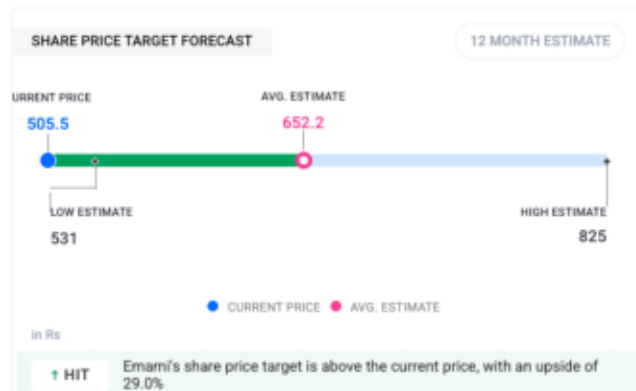 SHARE PRICE TARGET FORECAST
12 MONTH ESTIMATE
URRENT PRICE
AVG. ESTIMATE
505.5
652.2
LOW ESTIMATE
HIGH ESTIMATE
531
825
CURRENT PRICE
AVG. ESTIMATE
in Rs
↑ HIT
Emami's share price target is above the current price, with an upside of
29.0%